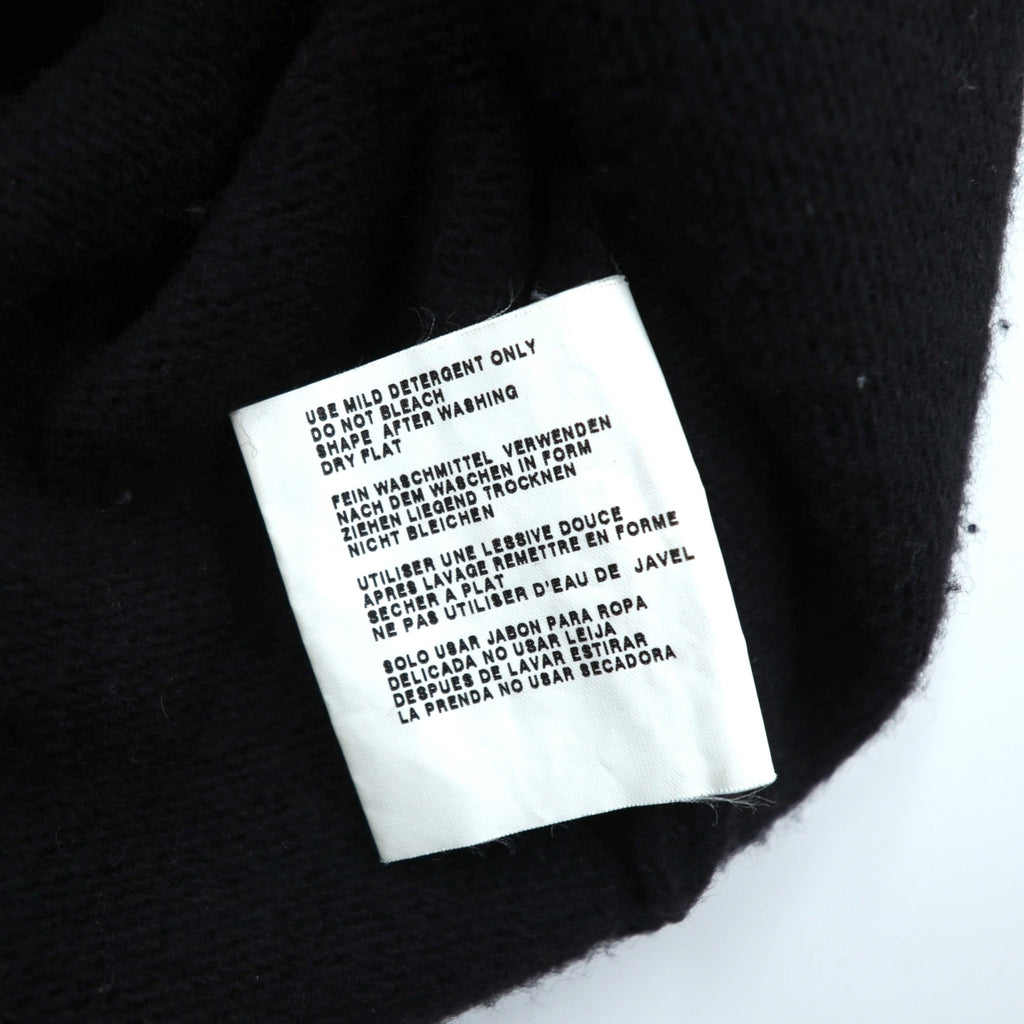 USE MILD DETERGENT ONLY
DO NOT BLEACH
SHAPE AFTER WASHING
DRY FLAT
FEIN WASCHMITTEL VERWENDEN
NACH DEM WASCHEN IN FORM
ZIEHEN LIEGEND TROCKNEN
NICHT BLEICHEN
UTILISER UNE LESSIVE DOUCE
APRES LAVAGE REMETTRE EN FORME
SECHER A PLAT
NE PAS UTILISER D'EAU DE JAVEL
SOLO USAR JABON PARA ROPA
DELICADA NO USAR LEIJA
DESPUES DE LAVAR ESTIRAR
LA PRENDA NO USAR SECADORA